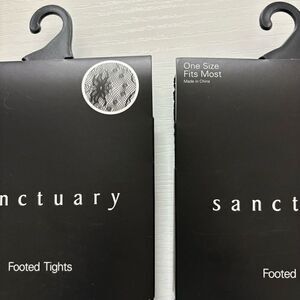 nctuary
Footed Tights
One Size
Fits Most
Made in China
sanct
Footed